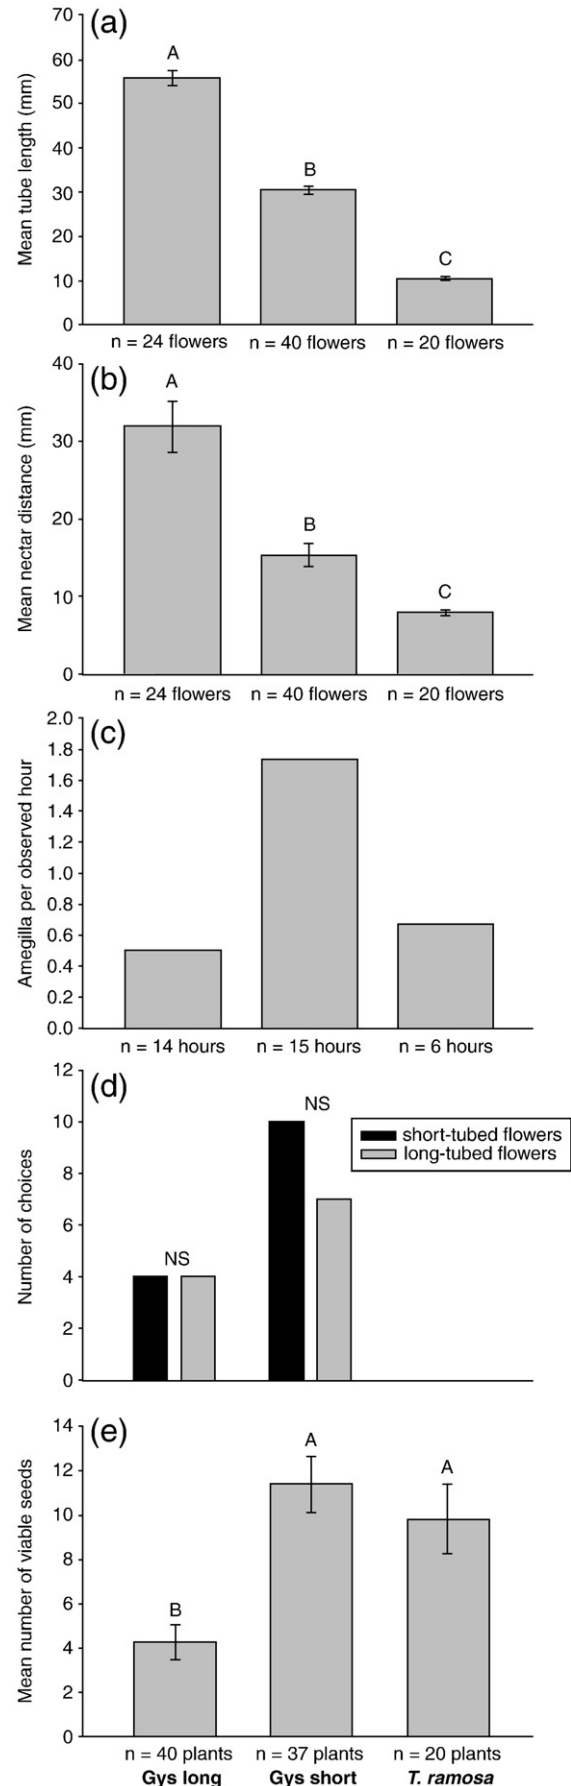 (a)
Mean tube length (mm)
70
60
50
40
30
20
10
0
A
B
C
n = 24 flowers n = 40 flowers n = 20 flowers
(b)
Mean nectar distance (mm)
40
30
20
10
0
A
B
C
n = 24 flowers n = 40 flowers n = 20 flowers
(c)
Amegilla per observed hour
2.0
1.8
1.6
1.4
1.2
1.0
0.8
0.6
0.4
0.2
0.0
n = 14 hours n = 15 hours n = 6 hours
(d)
Number of choices
12
10
8
6
4
2
0
NS
NS
short-tubed flowers
long-tubed flowers
(e)
Mean number of viable seeds
14
12
10
8
6
4
2
0
B
A
A
n = 40 plants n = 37 plants n = 20 plants
Gys long Gys short T. ramosa